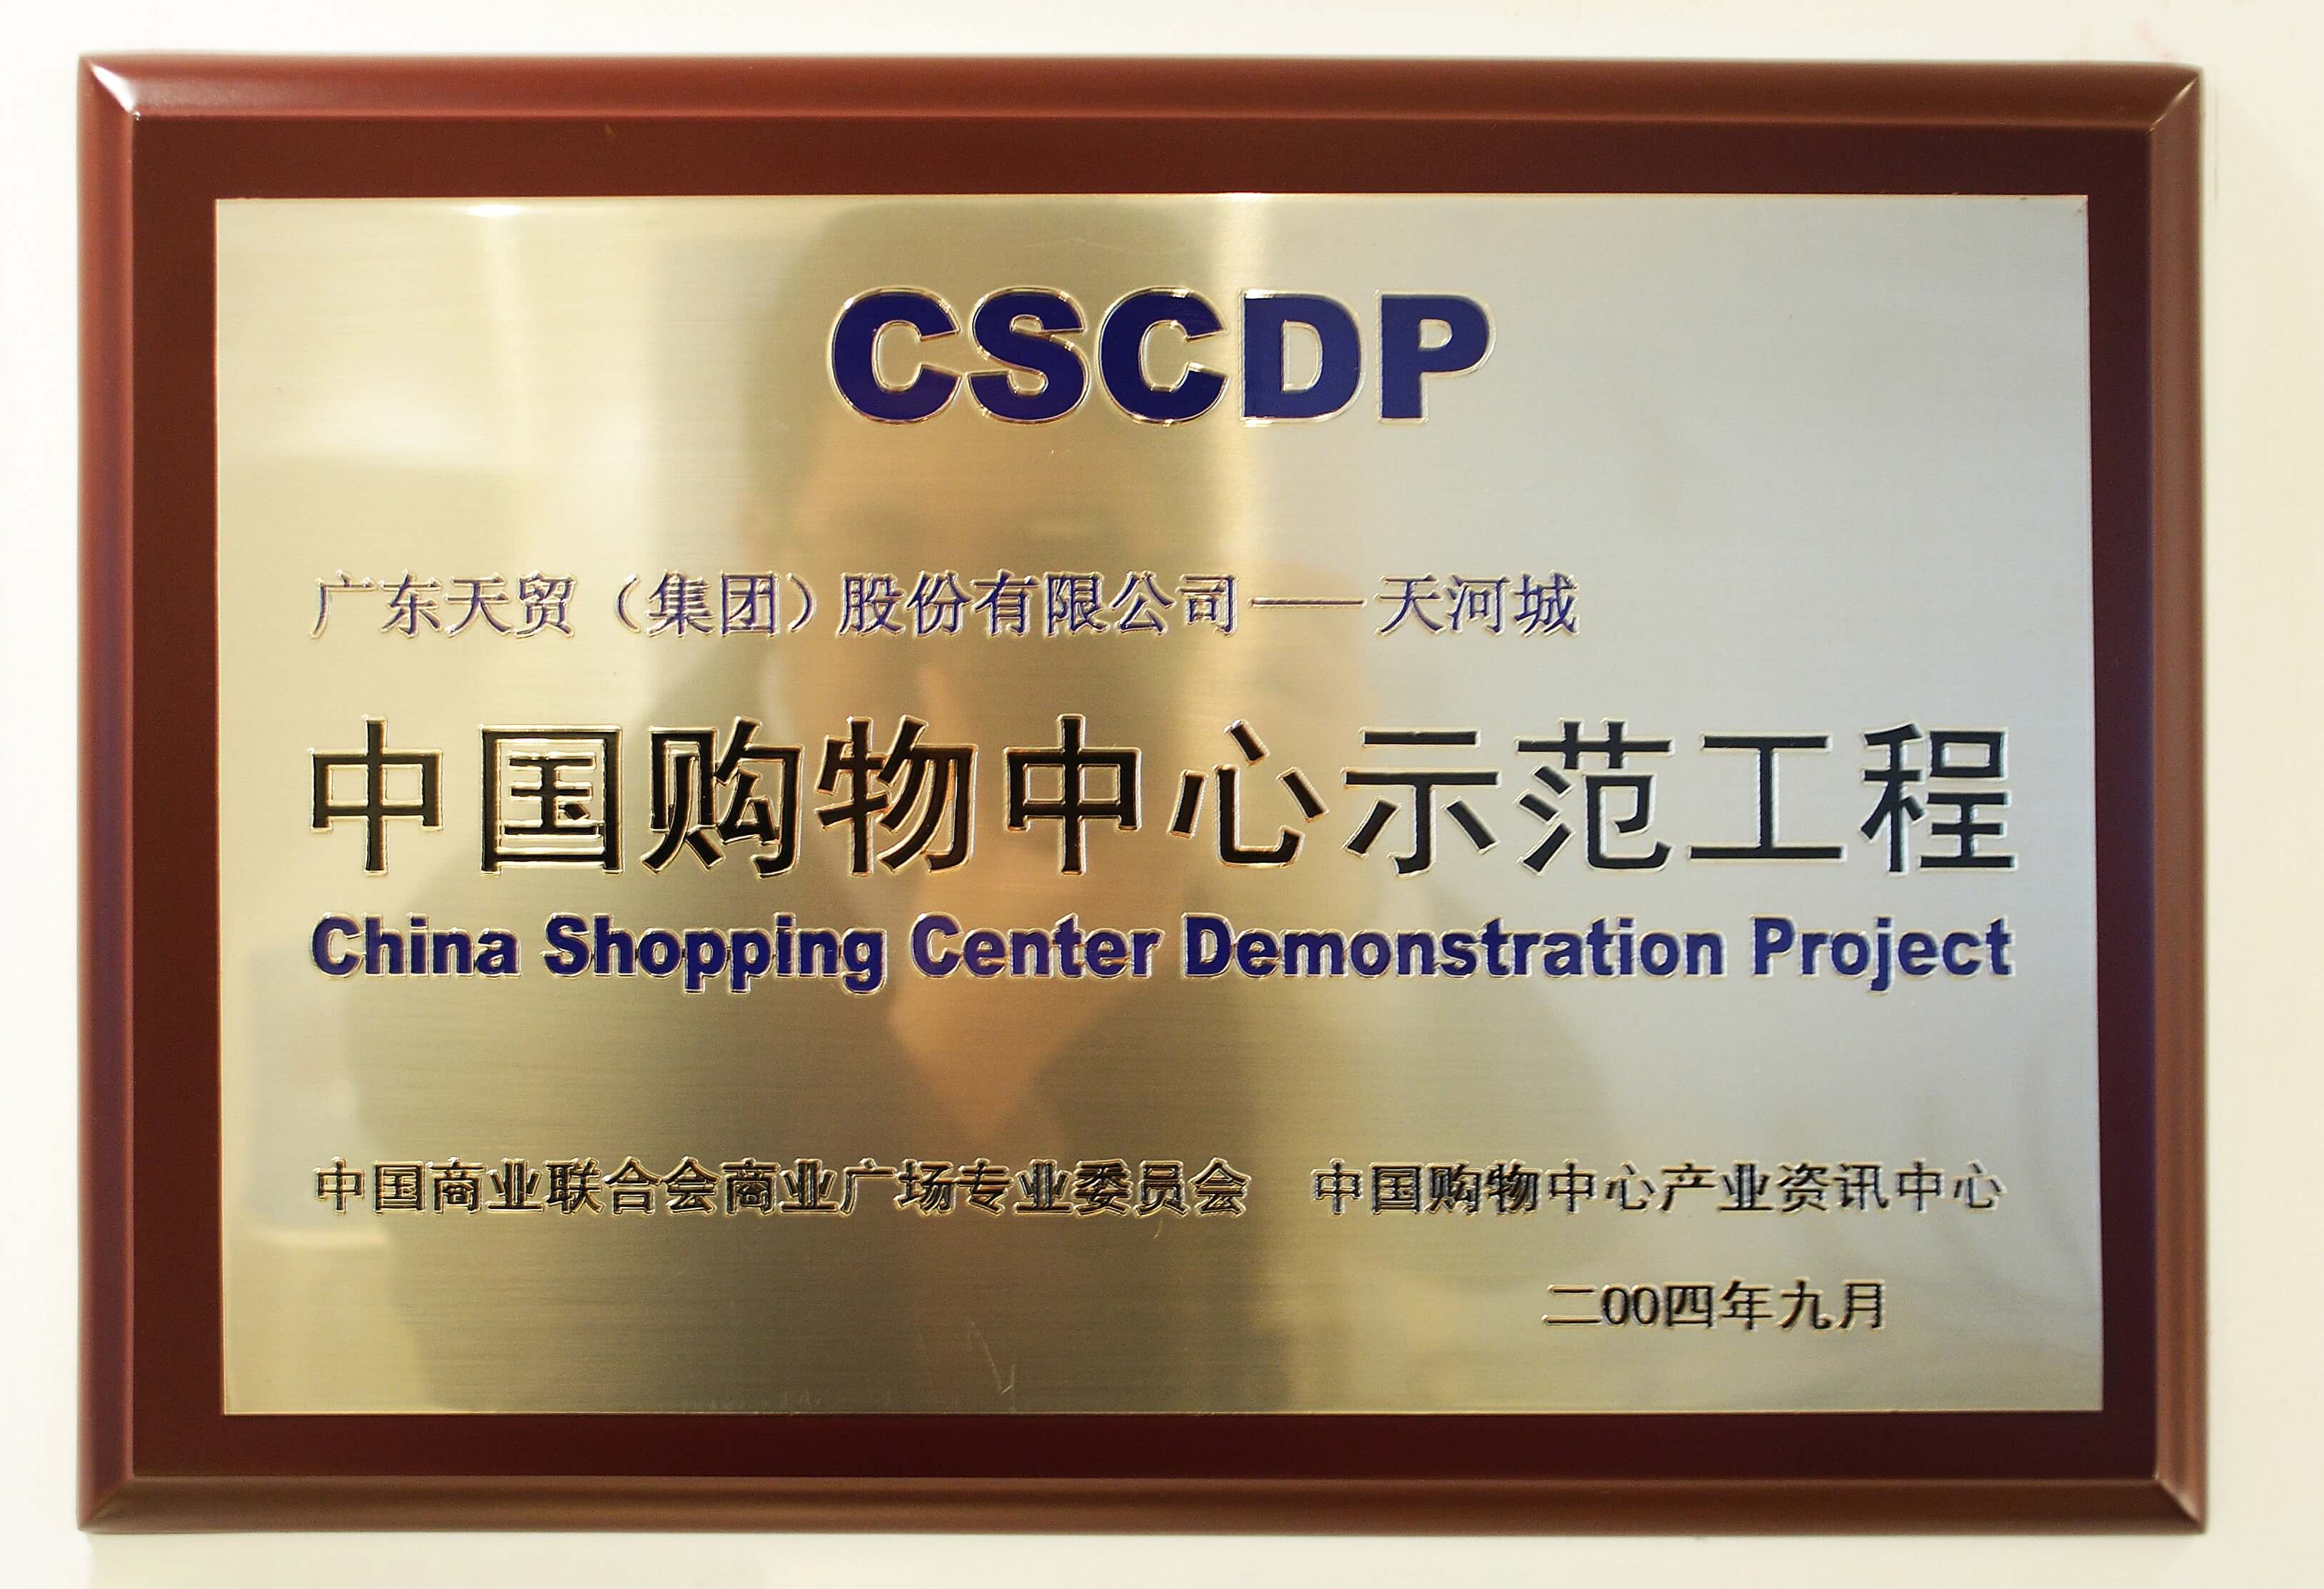 CSCDP
广东天贸（集团）股份有限公司——天河城
中国购物中心示范工程
China Shopping Center Demonstration Project
中国商业联合会商业广场专业委员会 中国购物中心产业资讯中心
二00四年九月